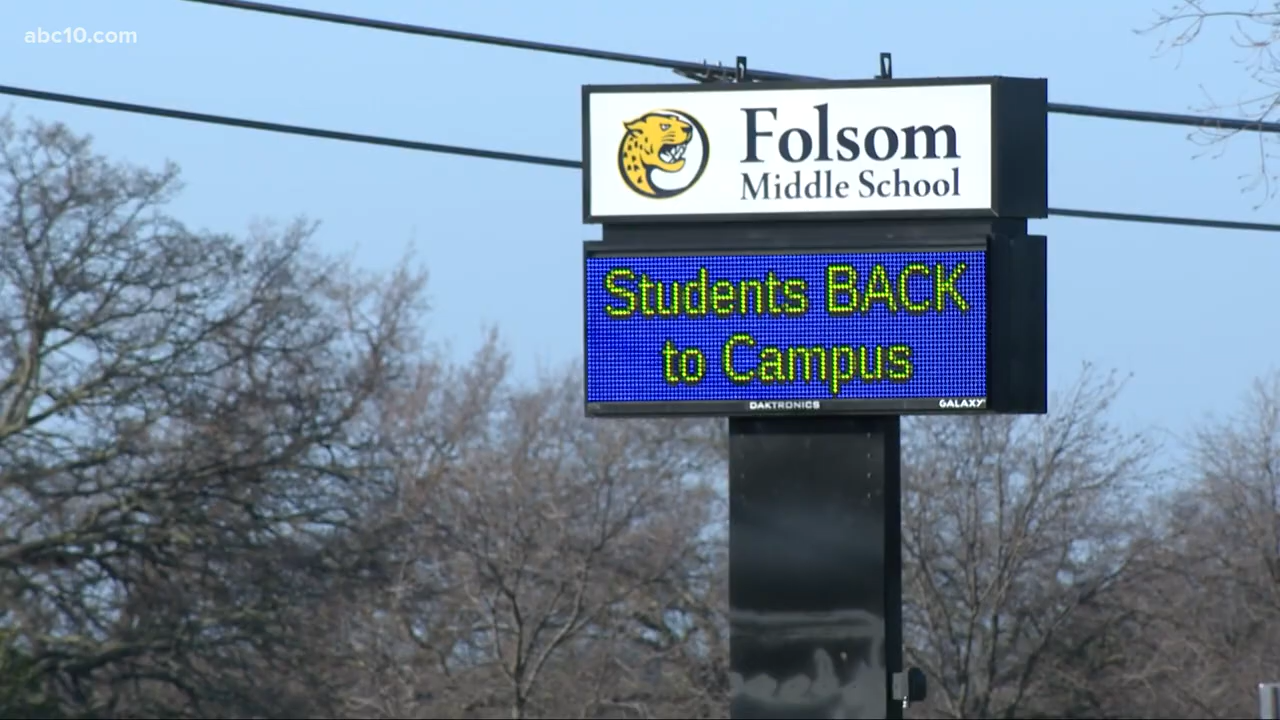 abc10.com
Folsom
Middle School
Students BACK
to Campus
DAKTRONICS
GALAXY